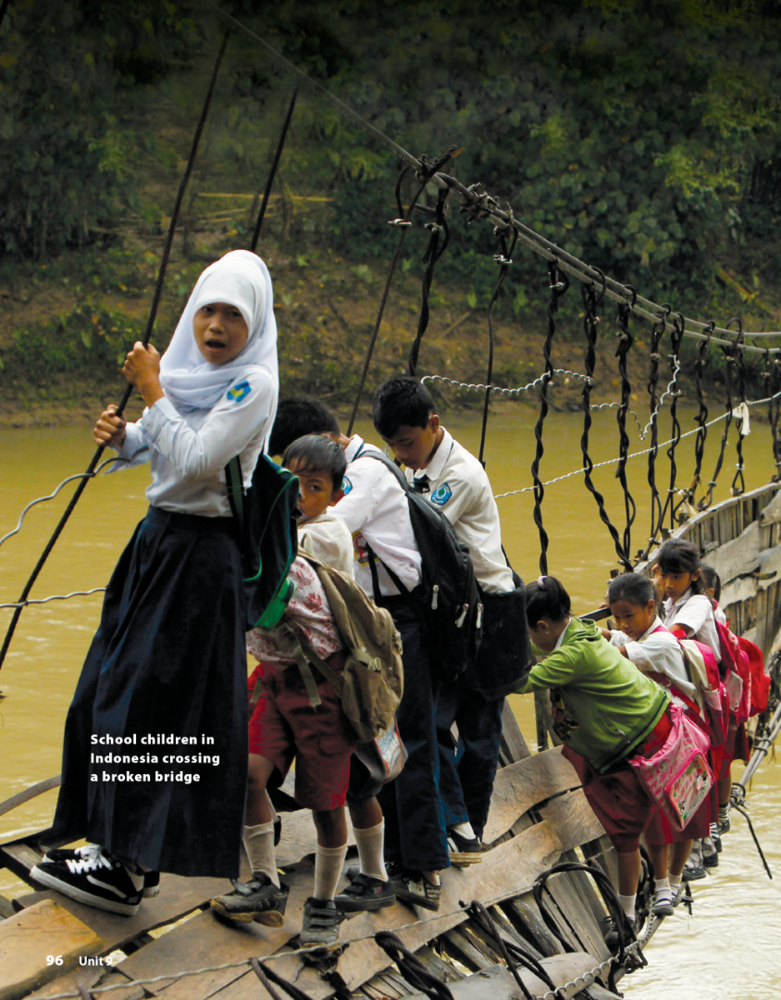 School children in
Indonesia crossing
a broken bridge
96 Unit 9